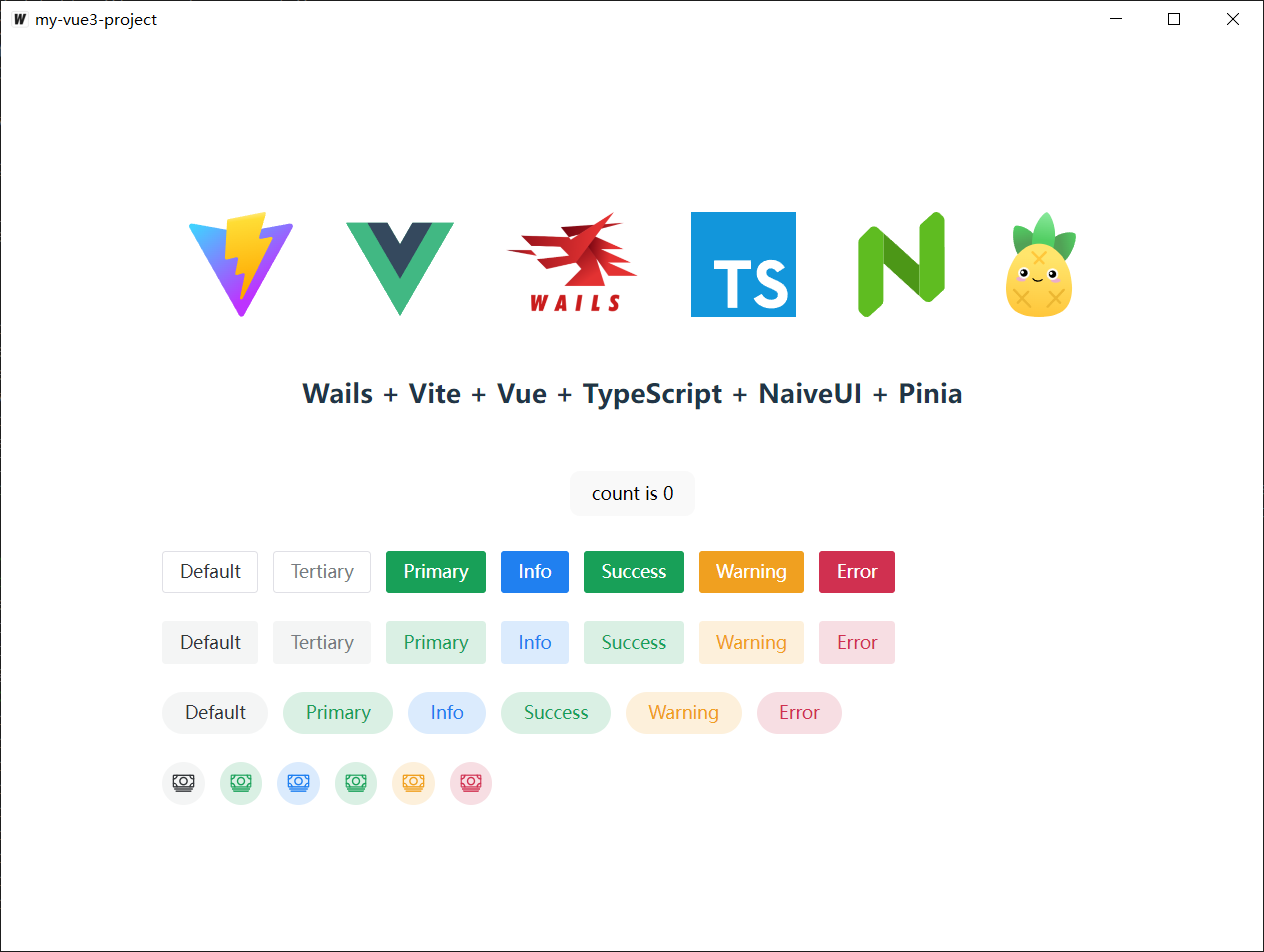 W my-vue3-project
WAILS TS
Wails + Vite + Vue + TypeScript + NaiveUI + Pinia
count is 0
Default Tertiary Primary Info Success Warning Error
Default Tertiary Primary Info Success Warning Error
Default Primary Info Success Warning Error